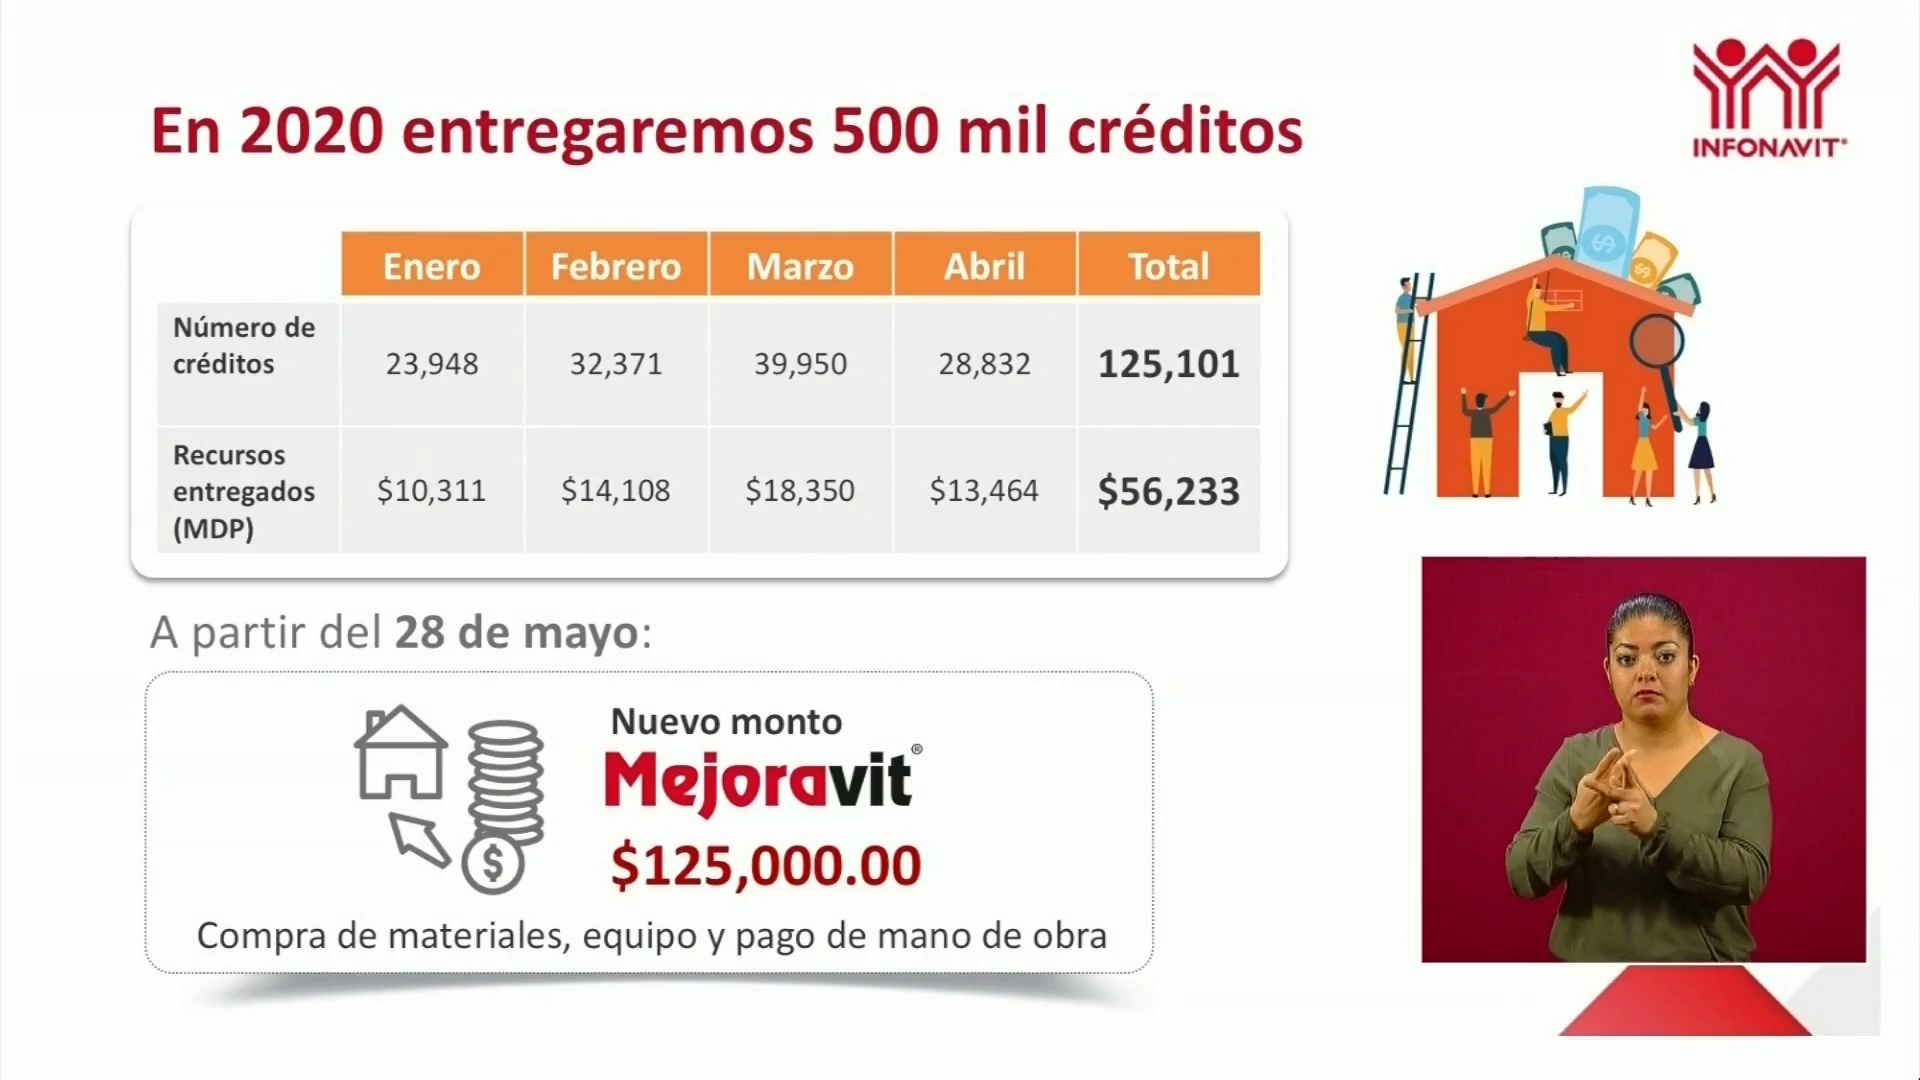 En 2020 entregaremos 500 mil créditos
INFONAVIT®
Enero Febrero Marzo Abril Total
Número de
créditos
23,948 32,371 39,950 28,832 125,101
Recursos
entregados
(MDP)
$10,311 $14,108 $18,350 $13,464 $56,233
A partir del 28 de mayo:
Nuevo monto
Mejoravit®
$125,000.00
Compra de materiales, equipo y pago de mano de obra